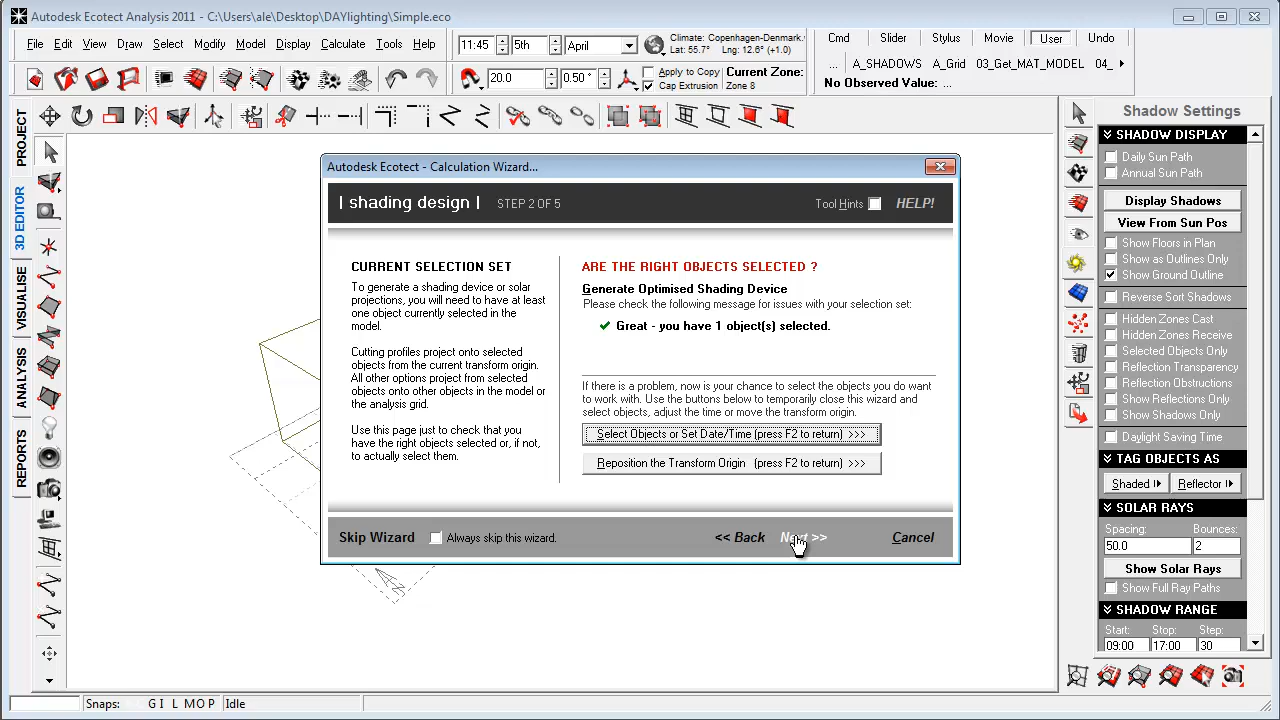 Autodesk Ecotect Analysis 2011 - C:\Users\ale\Desktop\DAYlighting\Simple.eco
File Edit View Draw Select Modify Model Display Calculate Tools Help
11:45 5th April
Climate: Copenhagen-Denmark.
Lat: 55.7° Lng: 12.6° (+1.0)
Cmd Slider Stylus Movie User Undo
... A_SHADOWS A_Grid 03_Get_MAT_MODEL 04_
No Observed Value: ...
20.0 0.50 °
Apply to Copy
Cap Extrusion
Current Zone:
Zone 8
PROJECT
3D EDITOR
VISUALISE
ANALYSIS
REPORTS
Autodesk Ecotect - Calculation Wizard...
| shading design | STEP 2 OF 5
Tool Hints HELP!
CURRENT SELECTION SET
To generate a shading device or solar
projections, you will need to have at least
one object currently selected in the
model.
Cutting profiles project onto selected
objects from the current transform origin.
All other options project from selected
objects onto other objects in the model or
the analysis grid.
Use this page just to check that you
have the right objects selected or, if not,
to actually select them.
ARE THE RIGHT OBJECTS SELECTED ?
Generate Optimised Shading Device
Please check the following message for issues with your selection set:
Great - you have 1 object(s) selected.
If there is a problem, now is your chance to select the objects you do want
to work with. Use the buttons below to temporarily close this wizard and
select objects, adjust the time or move the transform origin.
Select Objects or Set Date/Time (press F2 to return) >>>
Reposition the Transform Origin (press F2 to return) >>>
Skip Wizard Always skip this wizard.
<< Back Next >> Cancel
Shadow Settings
SHADOW DISPLAY
Daily Sun Path
Annual Sun Path
Display Shadows
View From Sun Pos
Show Floors in Plan
Show as Outlines Only
Show Ground Outline
Reverse Sort Shadows
Hidden Zones Cast
Hidden Zones Receive
Selected Objects Only
Reflection Transparency
Reflection Obstructions
Show Reflections Only
Show Shadows Only
Daylight Saving Time
TAG OBJECTS AS
Shaded Reflector
SOLAR RAYS
Spacing: Bounces:
50.0 2
Show Solar Rays
Show Full Ray Paths
SHADOW RANGE
Start: Stop: Step:
09:00 17:00 30
Snaps: G I L M O P Idle